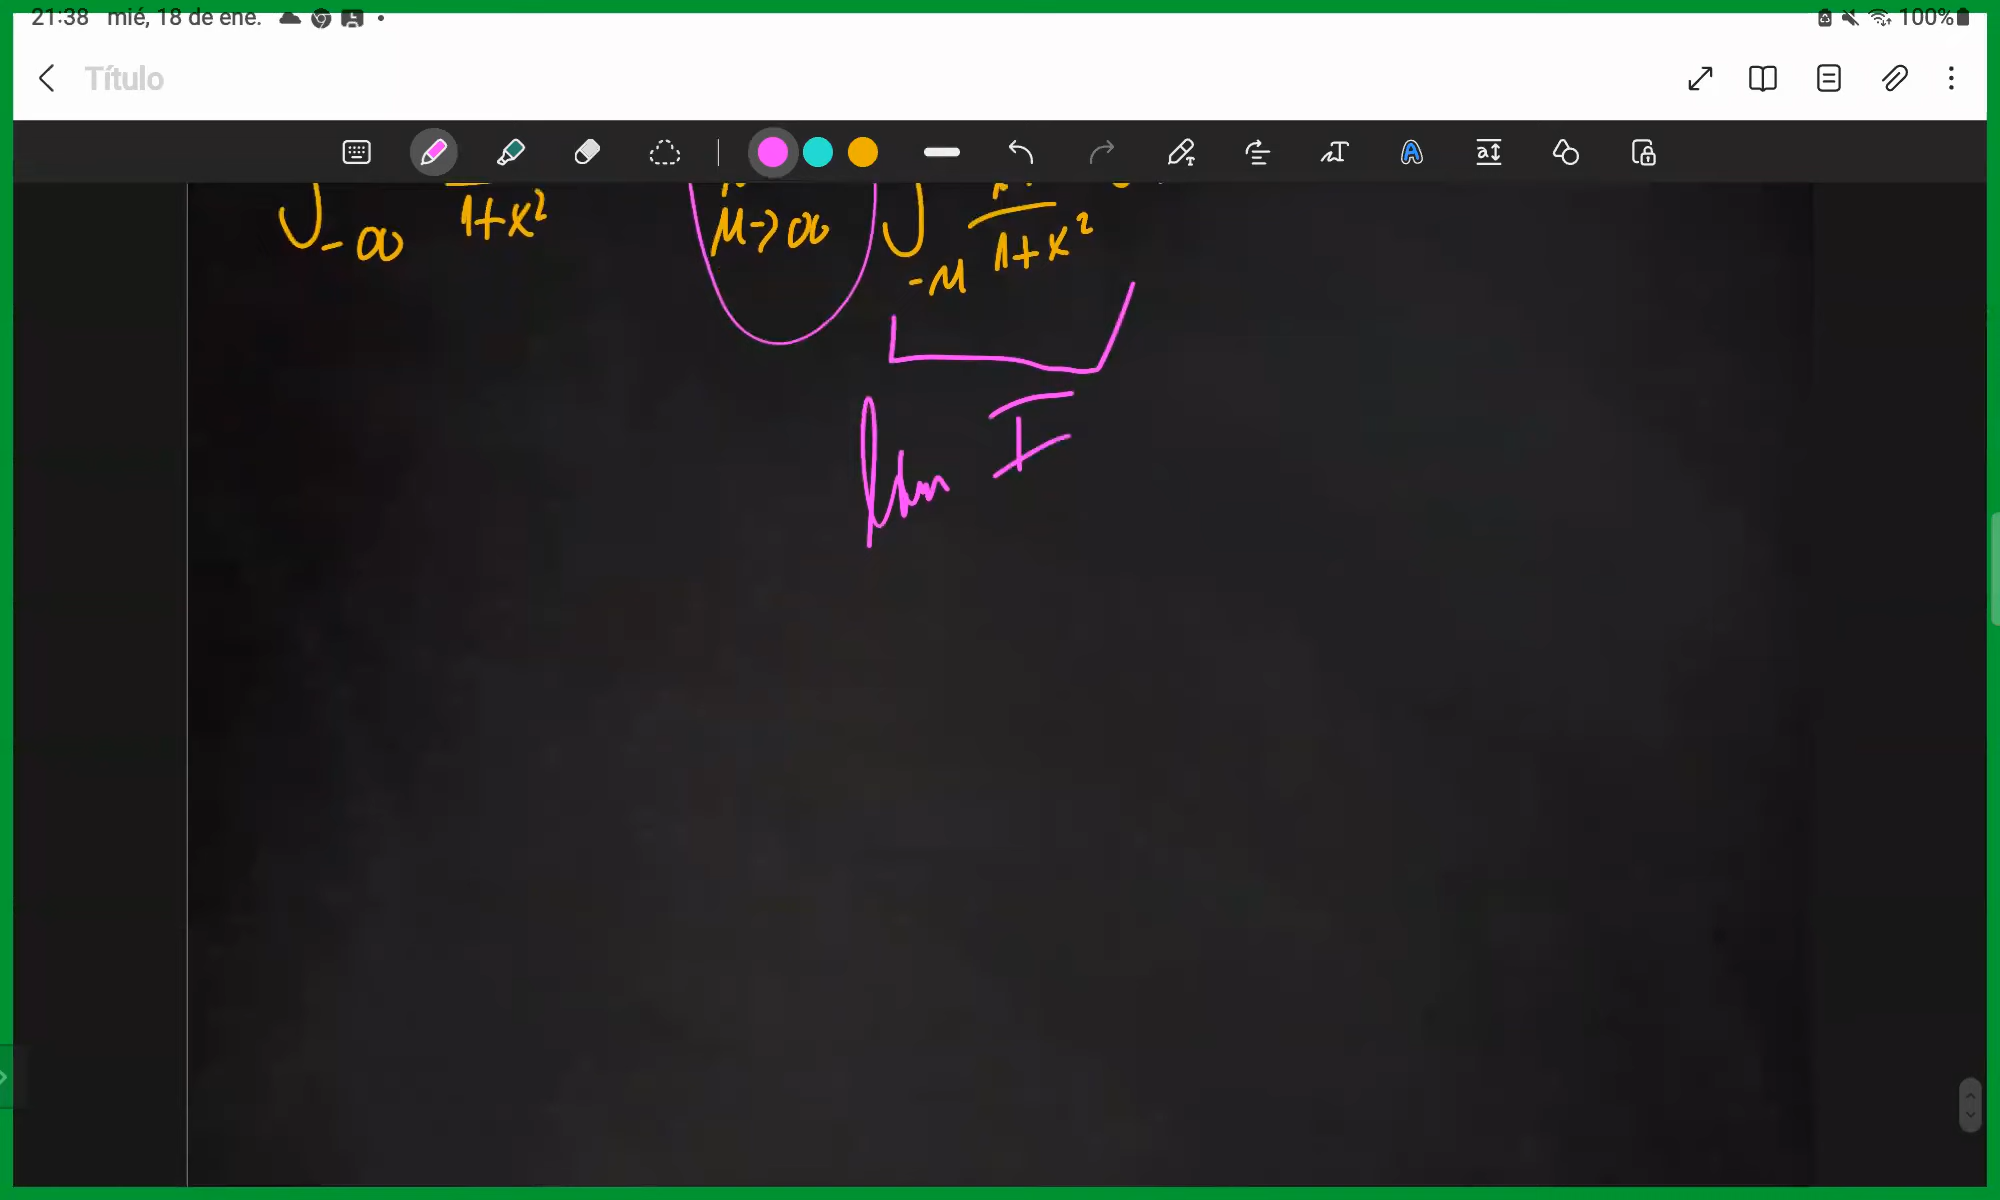 21:38 mié, 18 de ene. 100%
Título
∫-∞ 1+x² μ→∞ ∫-μ 1+x²
lim I